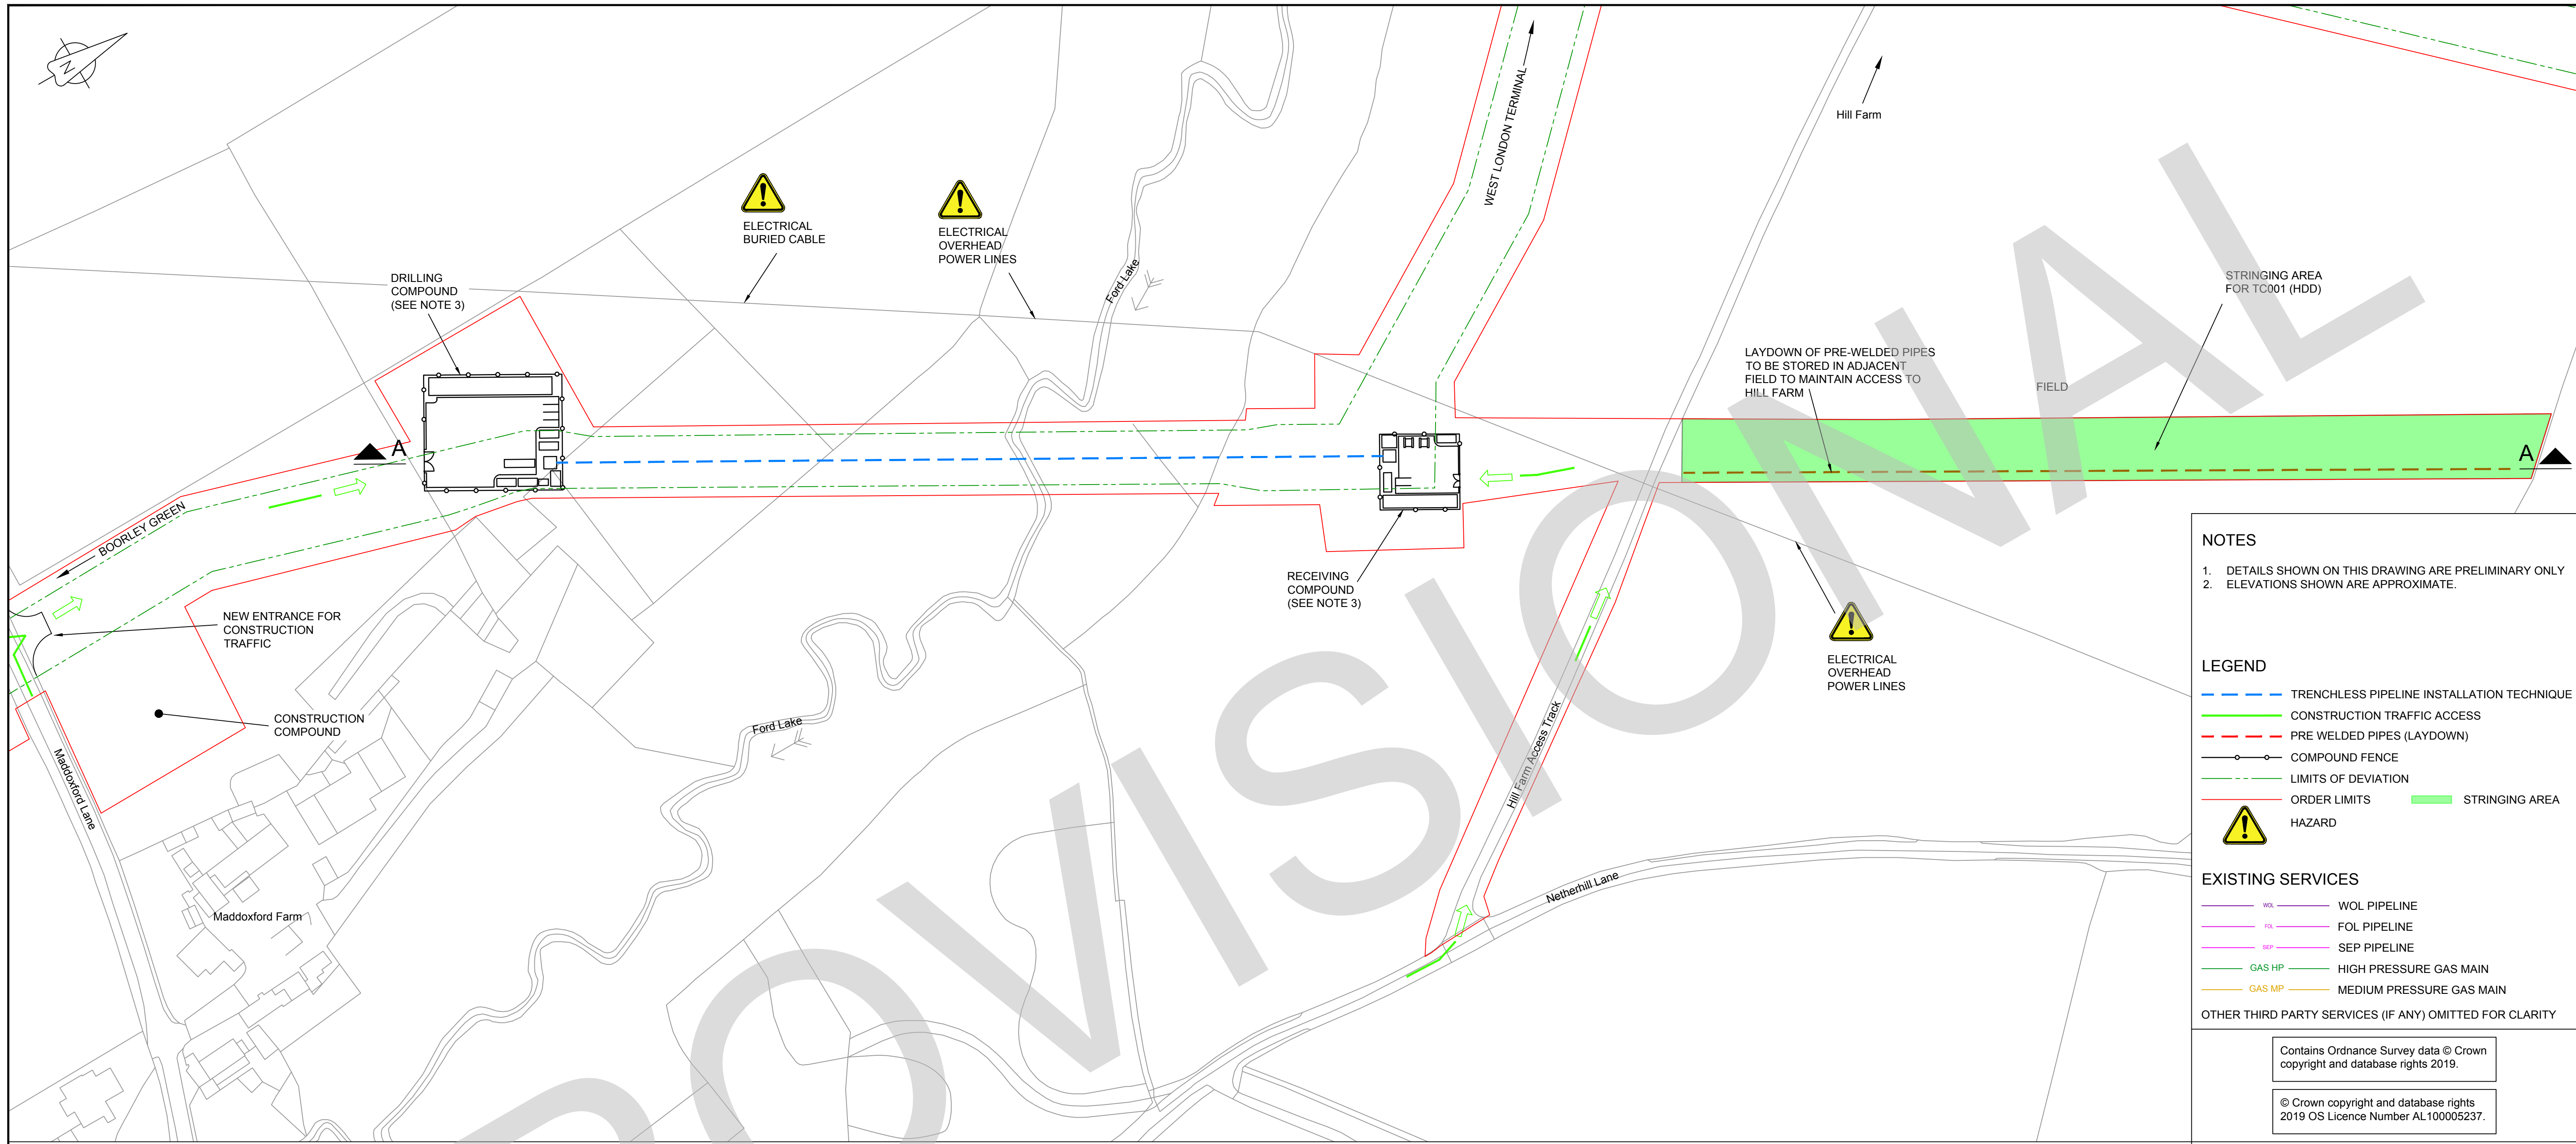 N
WEST LONDON TERMINAL
Hill Farm
ELECTRICAL
BURIED CABLE
ELECTRICAL
OVERHEAD
POWER LINES
Ford Lake
DRILLING
COMPOUND
(SEE NOTE 3)
STRINGING AREA
FOR TC001 (HDD)
LAYDOWN OF PRE-WELDED PIPES
TO BE STORED IN ADJACENT
FIELD TO MAINTAIN ACCESS TO
HILL FARM
FIELD
A
A
BOORLEY GREEN
RECEIVING
COMPOUND
(SEE NOTE 3)
NEW ENTRANCE FOR
CONSTRUCTION
TRAFFIC
ELECTRICAL
OVERHEAD
POWER LINES
CONSTRUCTION
COMPOUND
Ford Lake
Maddoxford Lane
Hill Farm Access Track
Netherhill Lane
Maddoxford Farm
OVISIONAL
NOTES
1. DETAILS SHOWN ON THIS DRAWING ARE PRELIMINARY ONLY
2. ELEVATIONS SHOWN ARE APPROXIMATE.
LEGEND
TRENCHLESS PIPELINE INSTALLATION TECHNIQUE
CONSTRUCTION TRAFFIC ACCESS
PRE WELDED PIPES (LAYDOWN)
COMPOUND FENCE
LIMITS OF DEVIATION
ORDER LIMITS STRINGING AREA
HAZARD
EXISTING SERVICES
WOL WOL PIPELINE
FOL FOL PIPELINE
SEP SEP PIPELINE
GAS HP HIGH PRESSURE GAS MAIN
GAS MP MEDIUM PRESSURE GAS MAIN
OTHER THIRD PARTY SERVICES (IF ANY) OMITTED FOR CLARITY
Contains Ordnance Survey data © Crown
copyright and database rights 2019.
© Crown copyright and database rights
2019 OS Licence Number AL100005237.